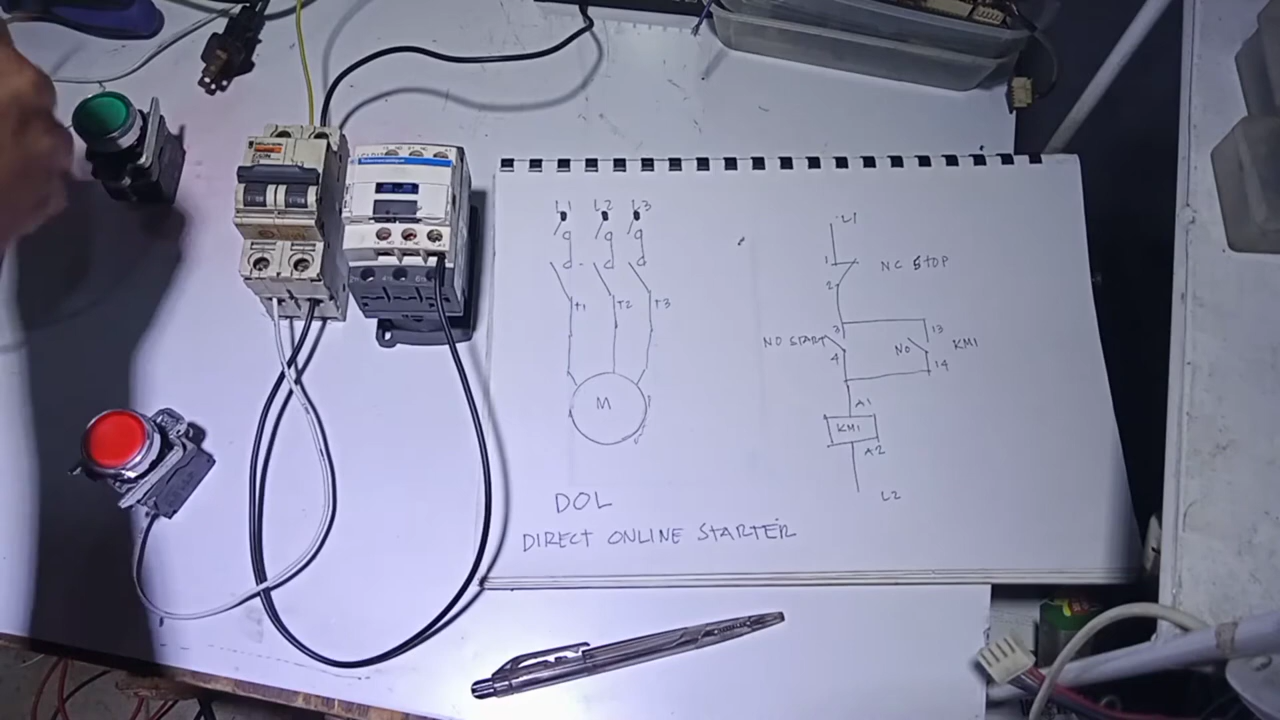 L1 L2 L3
T1 T2 T3
M
DOL
DIRECT ONLINE STARTER
L1
1
NC STOP
2
3
13
NO START
NO
KM1
4
14
A1
KM1
A2
L2